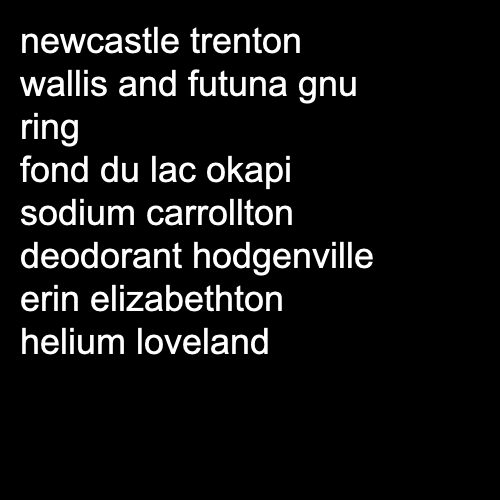 newcastle trenton
wallis and futuna gnu
ring
fond du lac okapi
sodium carrollton
deodorant hodgenville
erin elizabethton
helium loveland